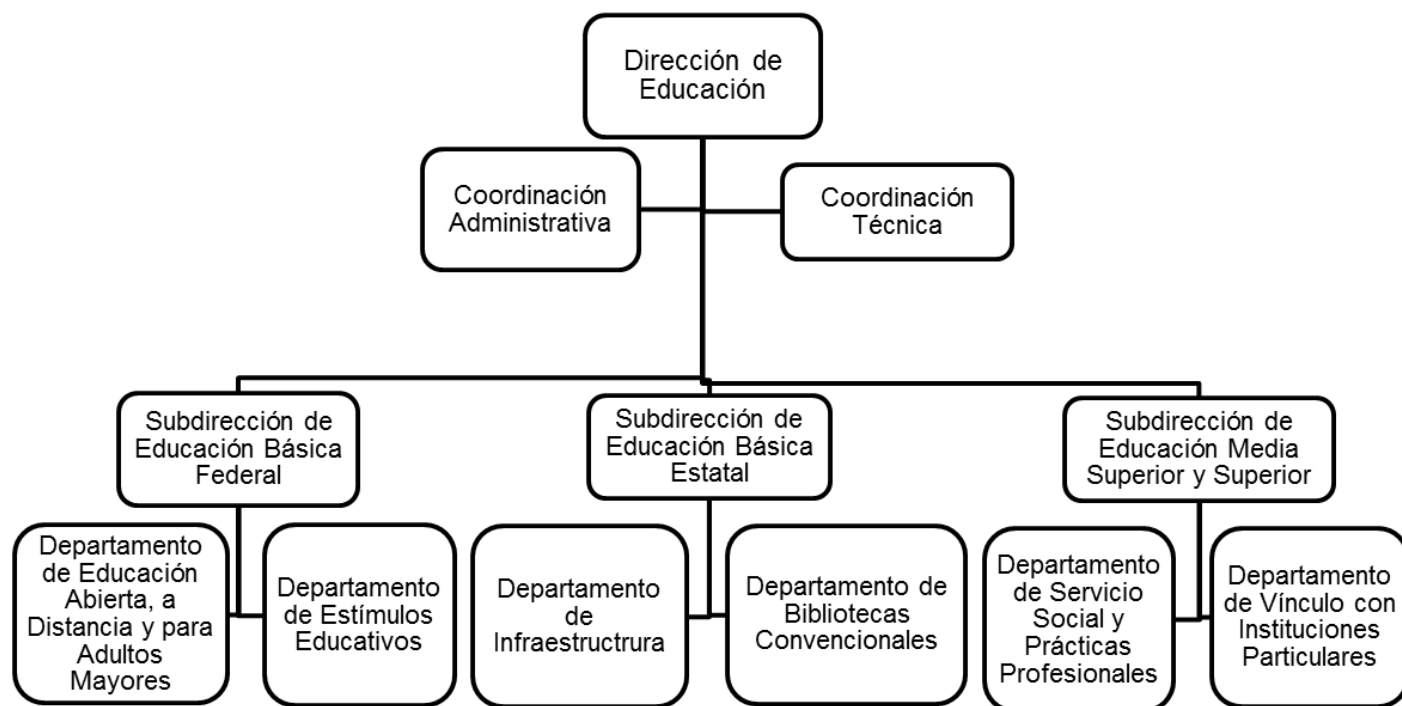 Dirección de
Educación
Coordinación
Administrativa
Coordinación
Técnica
Subdirección de
Educación Básica
Federal
Subdirección de
Educación Básica
Estatal
Subdirección de
Educación Media
Superior y Superior
Departamento
de Educación
Abierta, a
Distancia y para
Adultos
Mayores
Departamento
de Estímulos
Educativos
Departamento
de
Infraestructura
Departamento de
Bibliotecas
Convencionales
Departamento
de Servicio
Social y
Prácticas
Profesionales
Departamento
de Vínculo con
Instituciones
Particulares